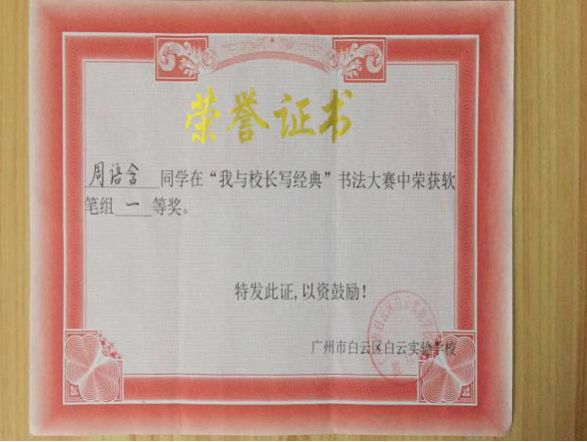 荣誉证书
周语含 同学在“我与校长写经典”书法大赛中荣获软
笔组 一 等奖。
特发此证,以资鼓励!
广州市白云区白云实验学校